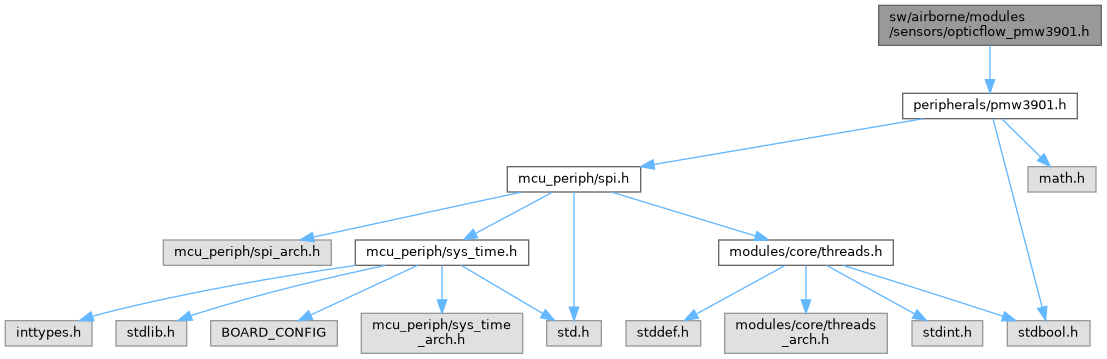 sw/airborne/modules
/sensors/opticflow_pmw3901.h
peripherals/pmw3901.h
mcu_periph/spi.h
math.h
mcu_periph/spi_arch.h
mcu_periph/sys_time.h
modules/core/threads.h
inttypes.h
stdlib.h
BOARD_CONFIG
mcu_periph/sys_time
_arch.h
std.h
stddef.h
modules/core/threads
_arch.h
stdint.h
stdbool.h